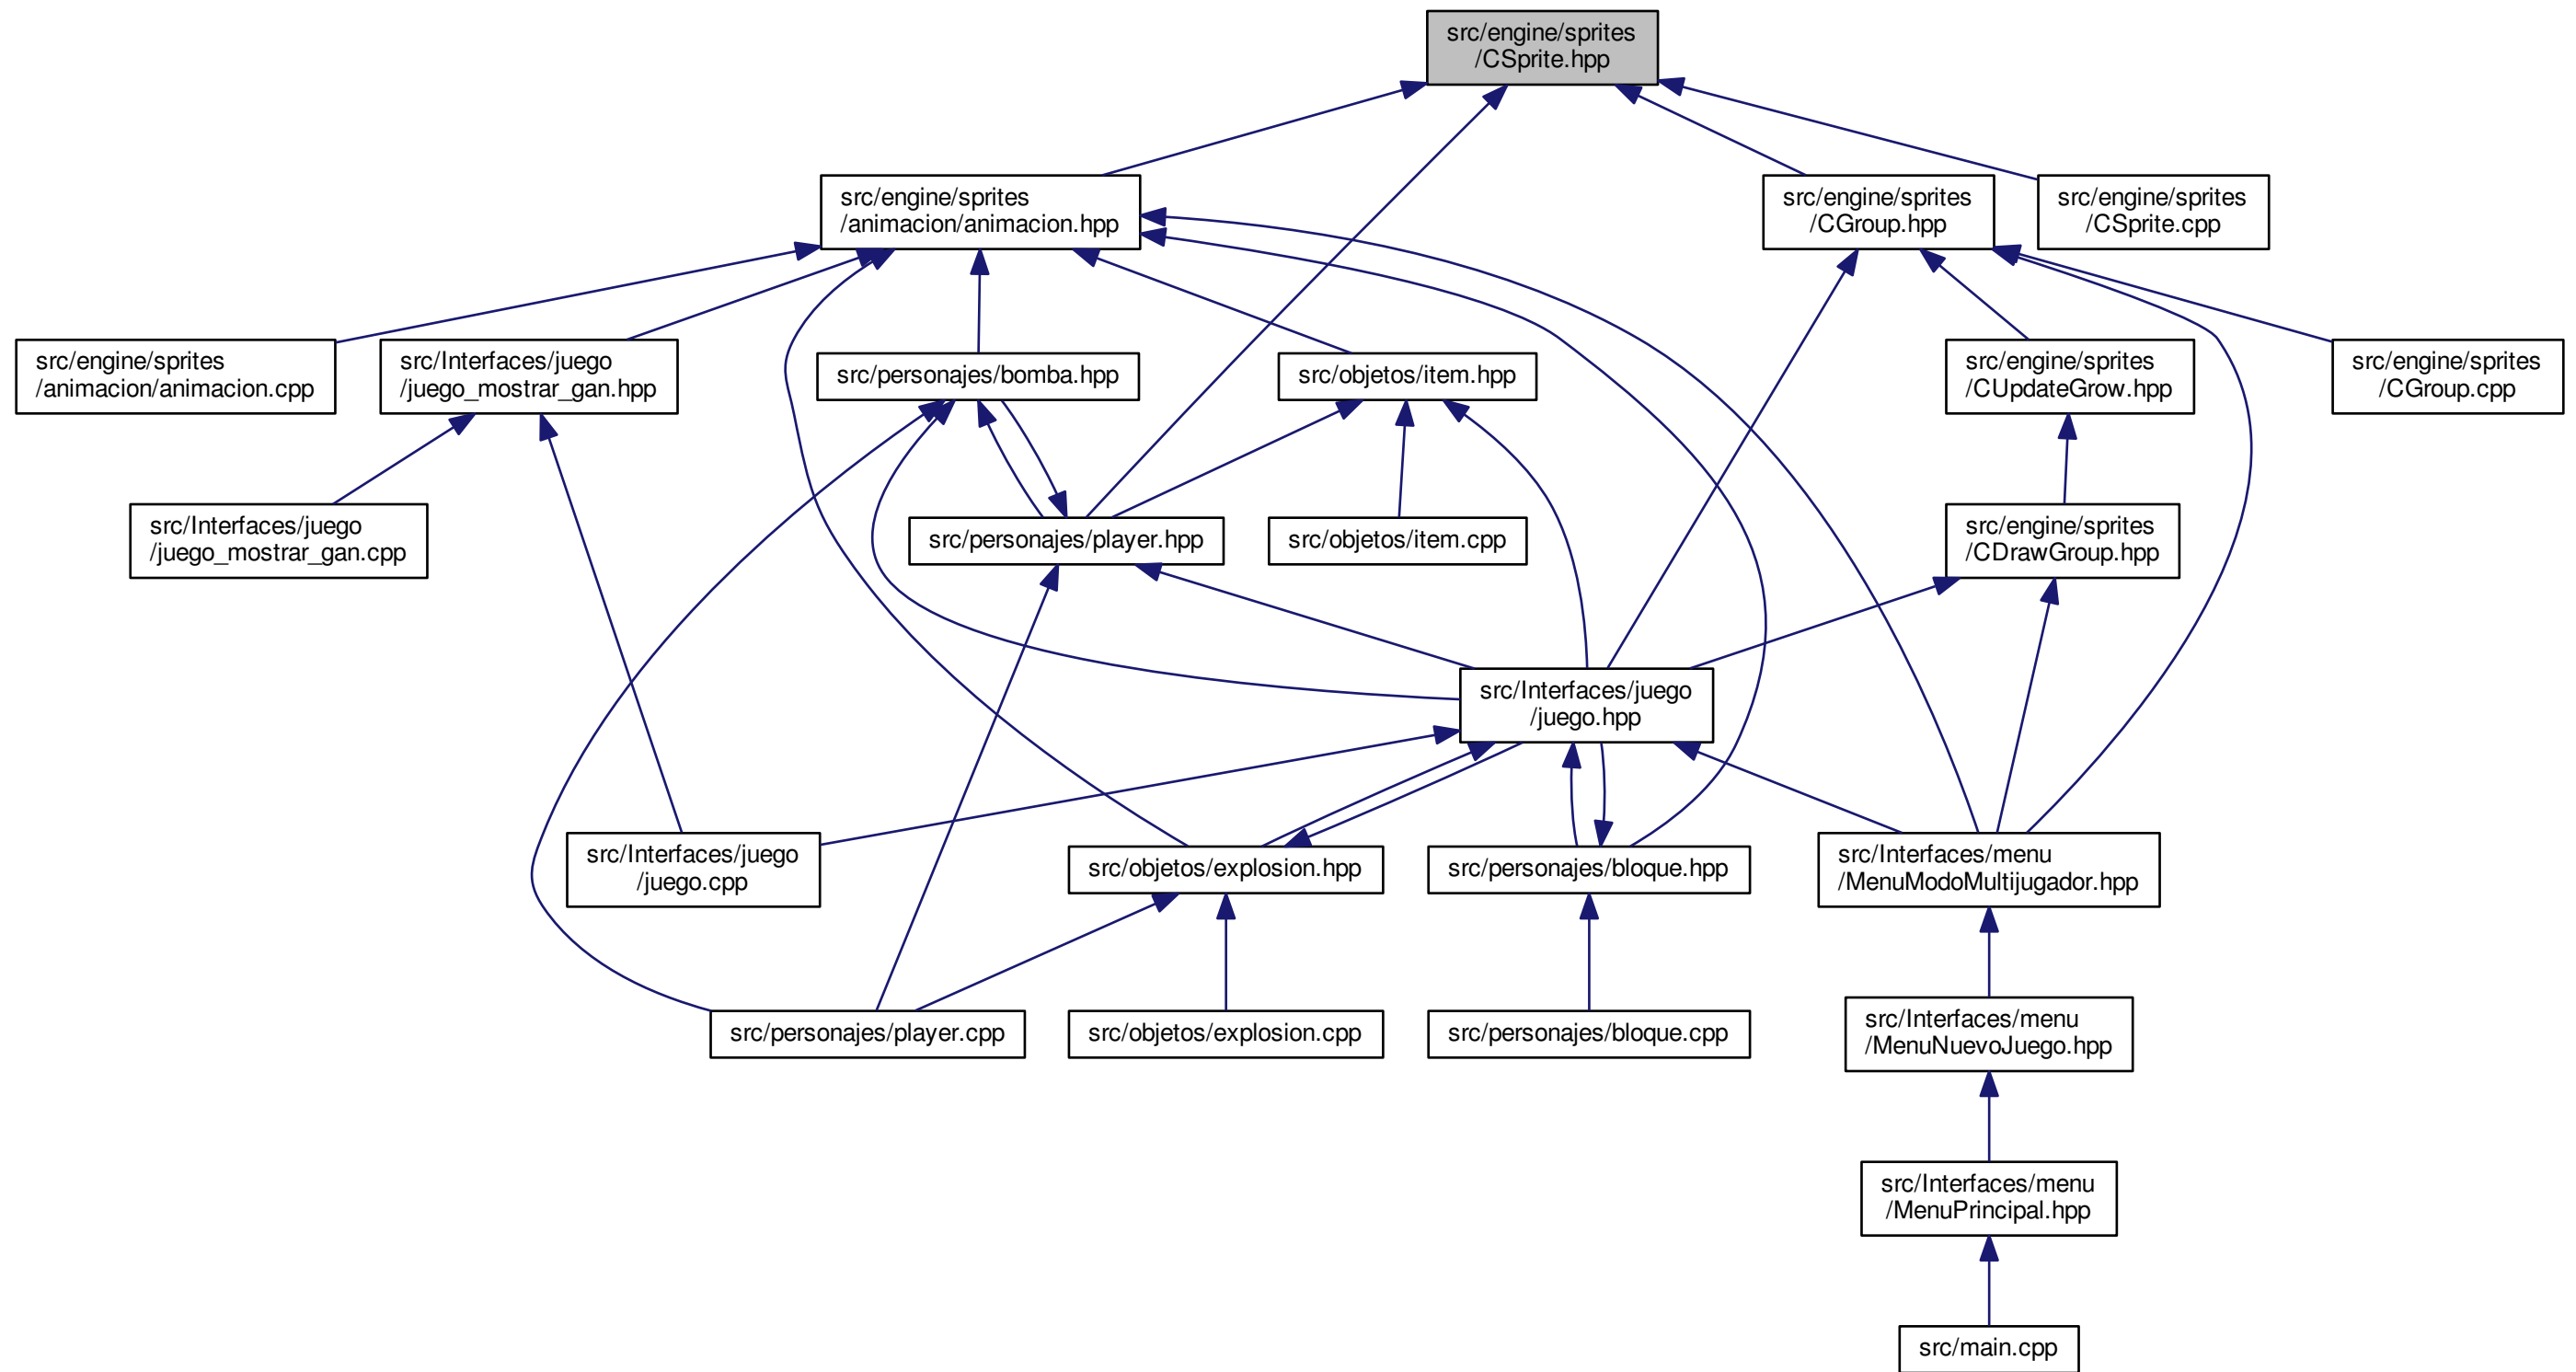 src/engine/sprites
/CSprite.hpp
src/engine/sprites
/animacion/animacion.hpp
src/engine/sprites
/CGroup.hpp
src/engine/sprites
/CSprite.cpp
src/engine/sprites
/animacion/animacion.cpp
src/Interfaces/juego
/juego_mostrar_gan.hpp
src/personajes/bomba.hpp
src/objetos/item.hpp
src/engine/sprites
/CUpdateGrow.hpp
src/engine/sprites
/CGroup.cpp
src/Interfaces/juego
/juego_mostrar_gan.cpp
src/personajes/player.hpp
src/objetos/item.cpp
src/engine/sprites
/CDrawGroup.hpp
src/Interfaces/juego
/juego.hpp
src/Interfaces/juego
/juego.cpp
src/objetos/explosion.hpp
src/personajes/bloque.hpp
src/Interfaces/menu
/MenuModoMultijugador.hpp
src/personajes/player.cpp
src/objetos/explosion.cpp
src/personajes/bloque.cpp
src/Interfaces/menu
/MenuNuevoJuego.hpp
src/Interfaces/menu
/MenuPrincipal.hpp
src/main.cpp